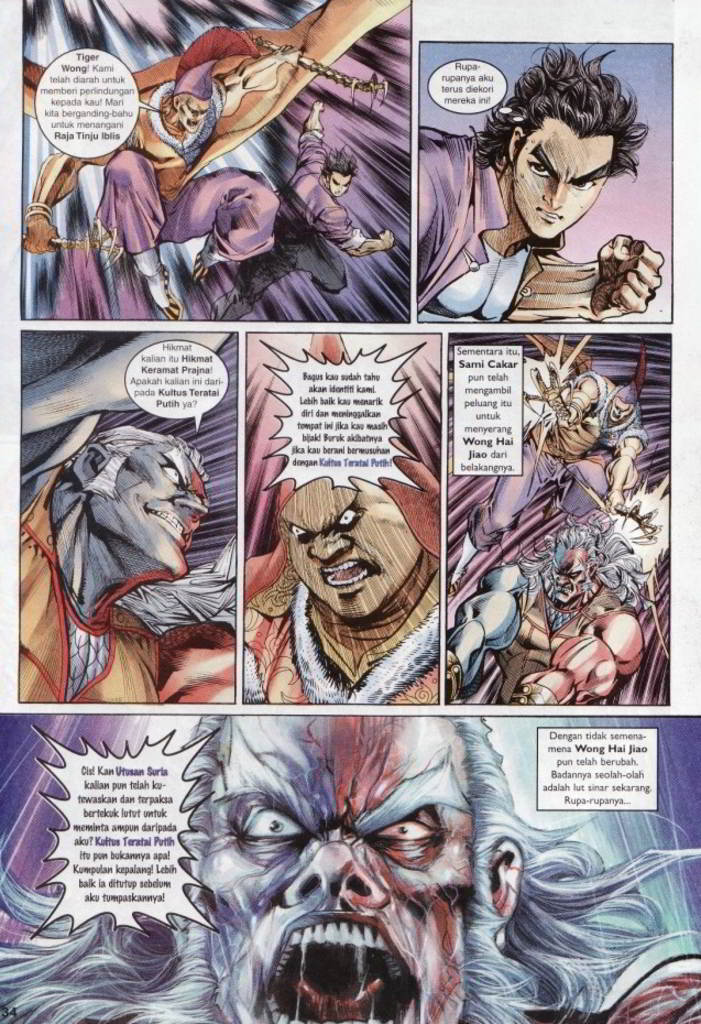 Tiger
Wong! Kami
telah diarah untuk
memberi perlindungan
kepada kau! Mari
kita berganding-bahu
untuk menangani
Raja Tinju Iblis
Rupa-
rupanya aku
terus diekori
mereka ini!
Hikmat
kalian itu Hikmat
Keramat Prajna!
Apakah kalian ini dari-
pada Kultus Teratai
Putih ya?
Bagus kau sudah tahu
akan identiti kami.
Lebih baik kau menarik
diri dan meninggalkan
tempat ini jika kau masih
bijak! Buruk akibatnya
jika kau berani bermusuhan
dengan Kultus Teratai Putih!
Sementara itu,
Sami Cakar
pun telah
mengambil
peluang itu
untuk
menyerang
Wong Hai
Jiao dari
belakangnya.
Cis! Kan Utusan Suria
kalian pun telah ku-
tewaskan dan terpaksa
bertekuk lutut untuk
meminta ampun daripada
aku? Kultus Teratai Putih
itu pun bukannya apa!
Kumpulan kepalang! Lebih
baik ia ditutup sebelum
aku tumpaskannya!
Dengan tidak semena-
mena Wong Hai Jiao
pun telah berubah.
Badannya seolah-olah
adalah lut sinar sekarang.
Rupa-rupanya...
34